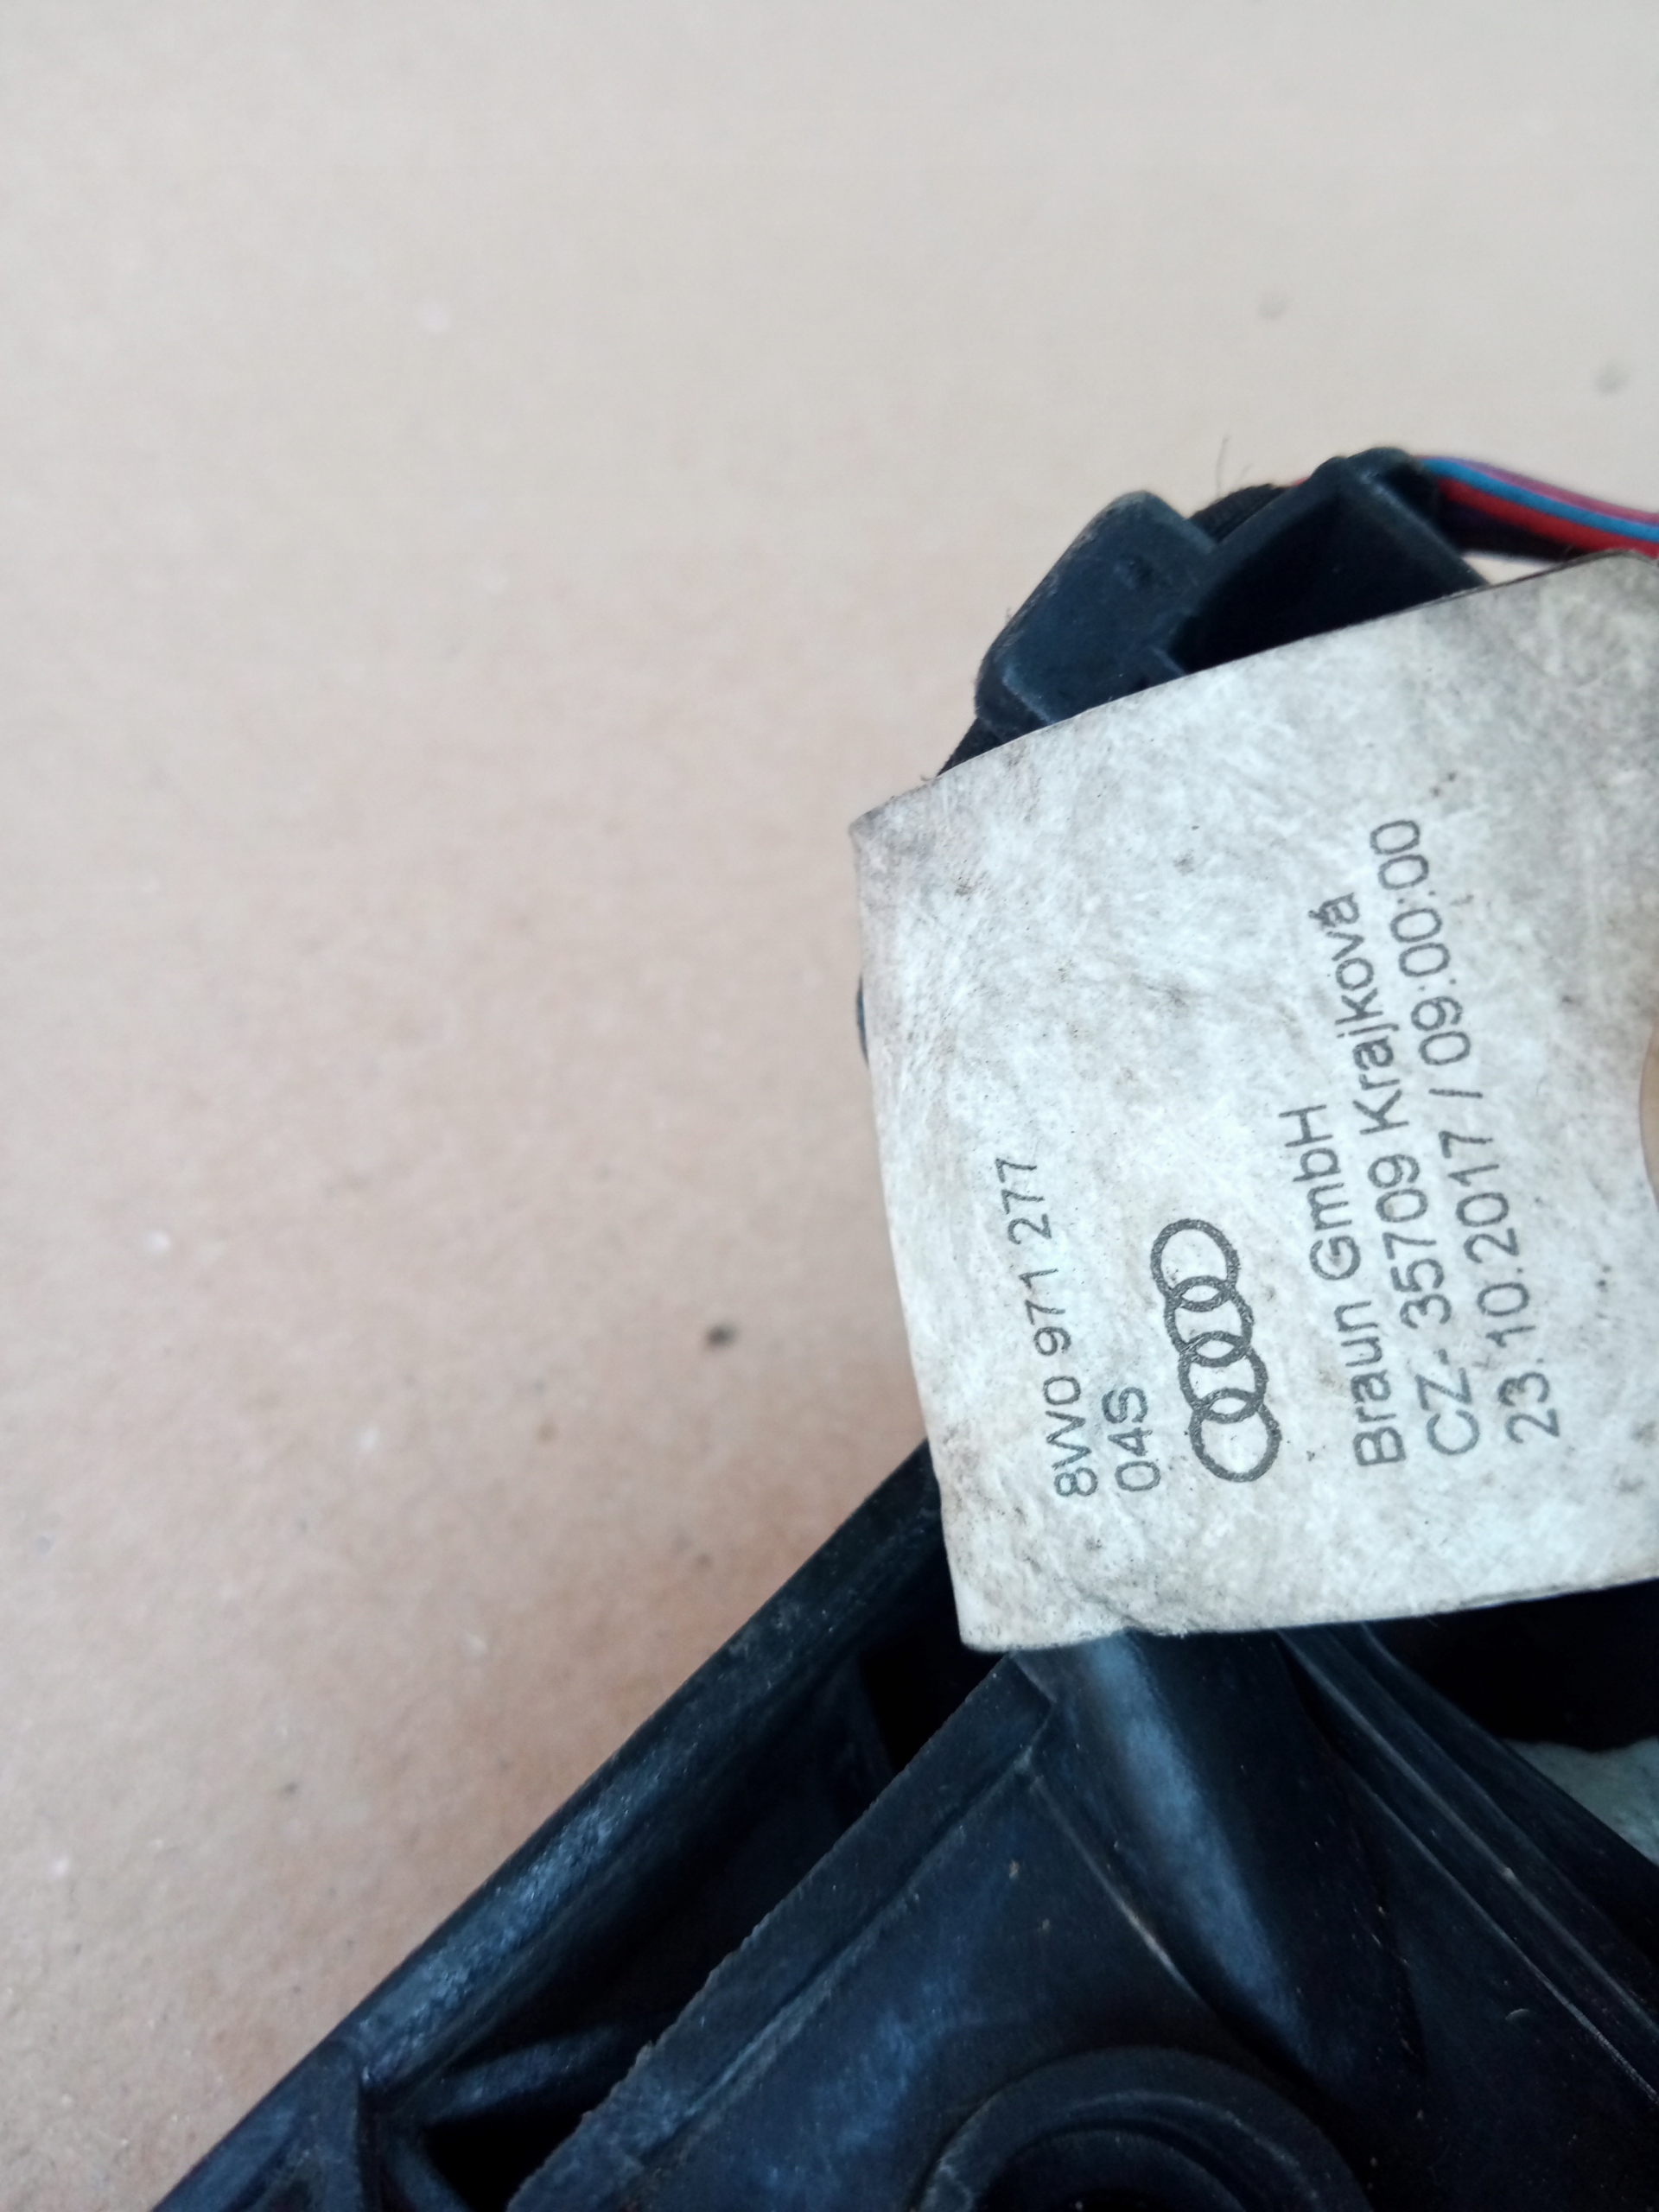 8W0 971 277
04S
Braun GmbH
CZ- 35709 Krajková
23.10.2017 / 09:00:00